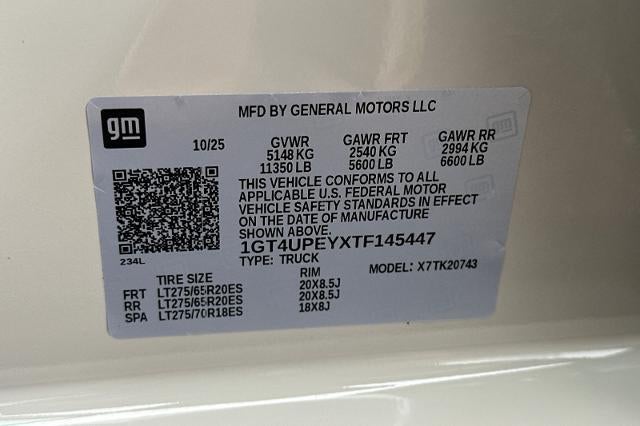 gm
MFD BY GENERAL MOTORS LLC
10/25 GVWR GAWR FRT GAWR RR
5148 KG 2540 KG 2994 KG
11350 LB 5600 LB 6600 LB
THIS VEHICLE CONFORMS TO ALL
APPLICABLE U.S. FEDERAL MOTOR
VEHICLE SAFETY STANDARDS IN EFFECT
ON THE DATE OF MANUFACTURE
SHOWN ABOVE.
1GT4UPEYXTF145447
234L
TYPE: TRUCK
MODEL: X7TK20743
TIRE SIZE RIM
FRT LT275/65R20ES 20X8.5J
RR LT275/65R20ES 20X8.5J
SPA LT275/70R18ES 18X8J